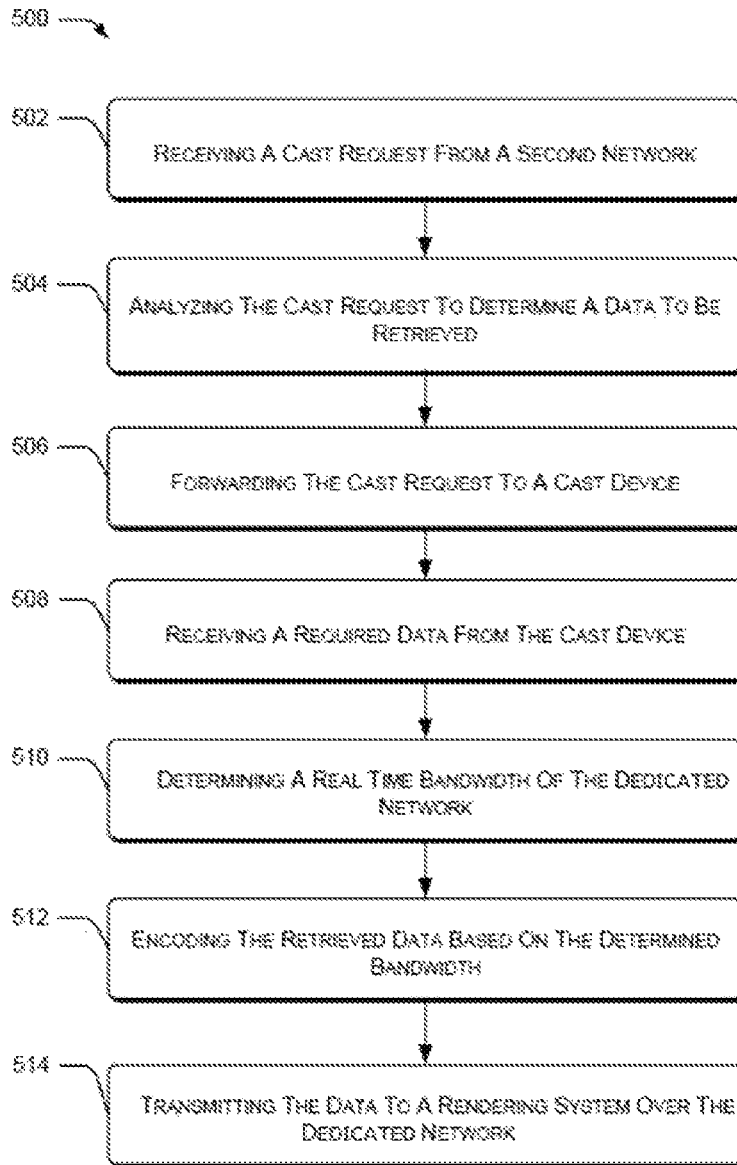 500
502
RECEIVING A CAST REQUEST FROM A SECOND NETWORK
504
ANALYZING THE CAST REQUEST TO DETERMINE A DATA TO BE
RETRIEVED
506
FORWARDING THE CAST REQUEST TO A CAST DEVICE
508
RECEIVING A REQUIRED DATA FROM THE CAST DEVICE
510
DETERMINING A REAL TIME BANDWIDTH OF THE DEDICATED
NETWORK
512
ENCODING THE RETRIEVED DATA BASED ON THE DETERMINED
BANDWIDTH
514
TRANSMITTING THE DATA TO A RENDERING SYSTEM OVER THE
DEDICATED NETWORK